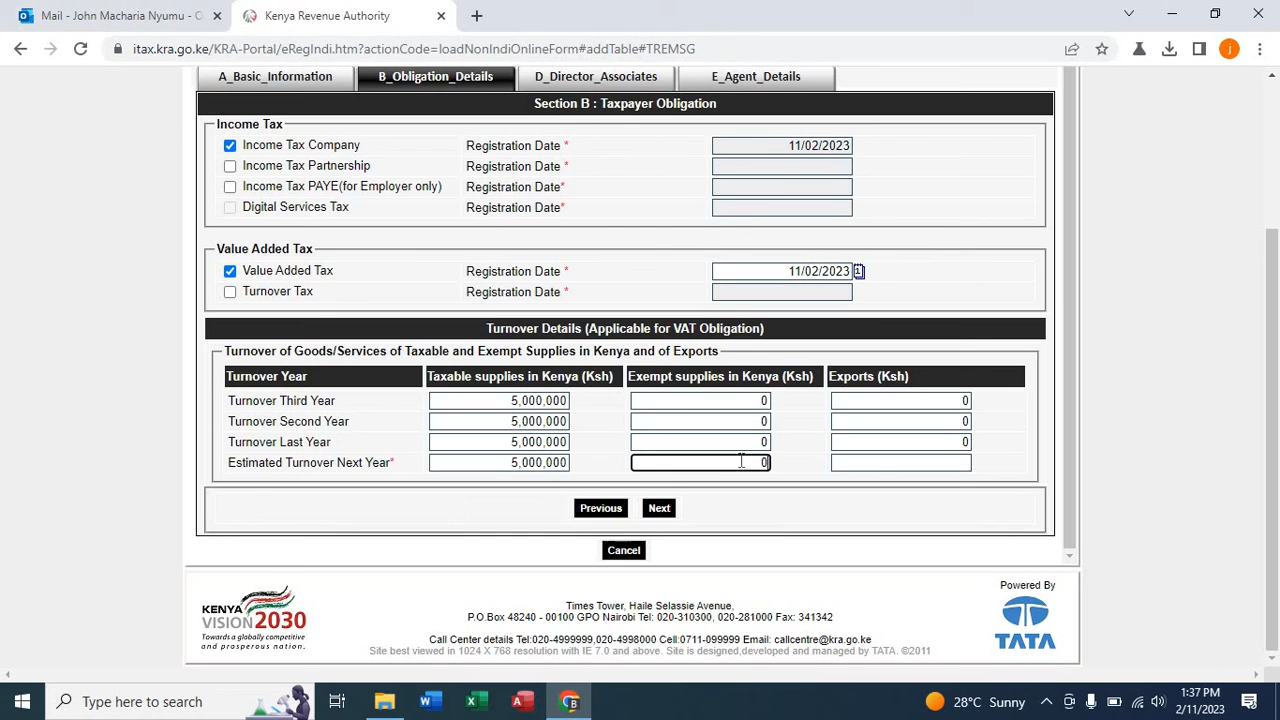 Mail - John Macharia Nyumu - O
Kenya Revenue Authority
itax.kra.go.ke/KRA-Portal/eRegIndi.htm?actionCode=loadNonIndiOnlineForm#addTable#TREMSG
j
A_Basic_Information B_Obligation_Details D_Director_Associates E_Agent_Details
Section B : Taxpayer Obligation
Income Tax
Income Tax Company Registration Date * 11/02/2023
Income Tax Partnership Registration Date *
Income Tax PAYE(for Employer only) Registration Date*
Digital Services Tax Registration Date*
Value Added Tax
Value Added Tax Registration Date * 11/02/2023
Turnover Tax Registration Date *
Turnover Details (Applicable for VAT Obligation)
Turnover of Goods/Services of Taxable and Exempt Supplies in Kenya and of Exports
Turnover Year Taxable supplies in Kenya (Ksh) Exempt supplies in Kenya (Ksh) Exports (Ksh)
Turnover Third Year 5,000,000 0 0
Turnover Second Year 5,000,000 0 0
Turnover Last Year 5,000,000 0 0
Estimated Turnover Next Year* 5,000,000 0
Previous Next
Cancel
KENYA
VISION 2030
Towards a globally competitive
and prosperous nation.
Times Tower, Haile Selassie Avenue,
P.O.Box 48240 - 00100 GPO Nairobi Tel: 020-310300, 020-281000 Fax: 341342
Call Center details Tel:020-4999999,020-4998000 Cell:0711-099999 Email: callcentre@kra.go.ke
Site best viewed in 1024 X 768 resolution with IE 7.0 and above. Site is designed,developed and managed by TATA. ©2011
Powered By
TATA
Type here to search
28°C Sunny
1:37 PM
2/11/2023